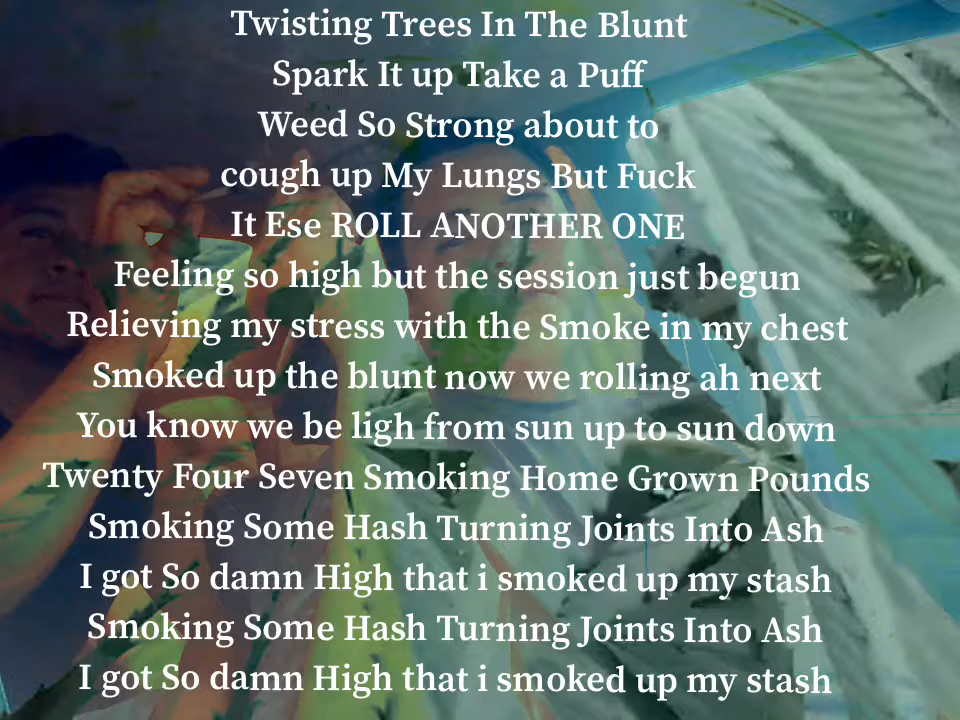 Twisting Trees In The Blunt
Spark It up Take a Puff
Weed So Strong about to
cough up My Lungs But Fuck
It Ese ROLL ANOTHER ONE
Feeling so high but the session just begun
Relieving my stress with the Smoke in my chest
Smoked up the blunt now we rolling ah next
You know we be ligh from sun up to sun down
Twenty Four Seven Smoking Home Grown Pounds
Smoking Some Hash Turning Joints Into Ash
I got So damn High that i smoked up my stash
Smoking Some Hash Turning Joints Into Ash
I got So damn High that i smoked up my stash